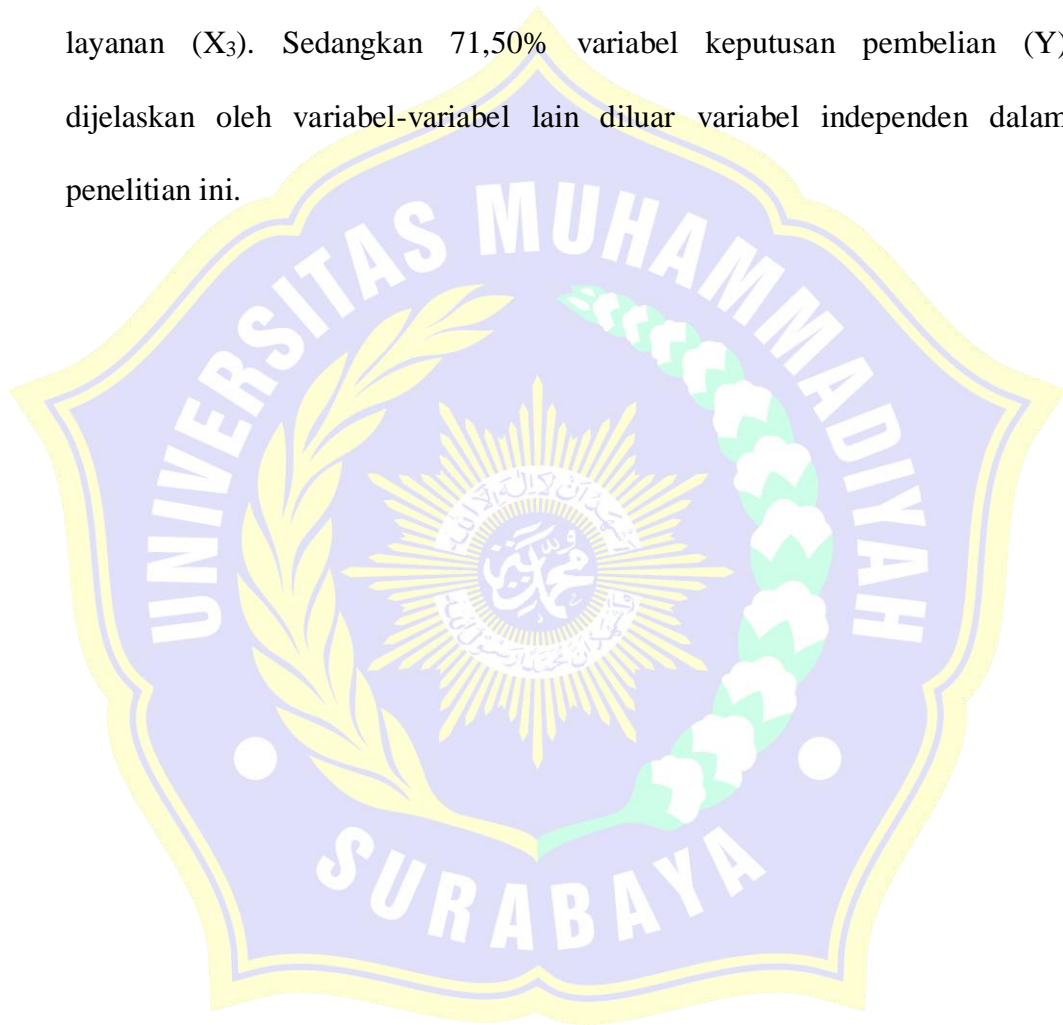 layanan (X₃). Sedangkan 71,50% variabel keputusan pembelian (Y)
dijelaskan oleh variabel-variabel lain diluar variabel independen dalam
penelitian ini.
UNIVERSITAS MUHAMMADIYAH
SURABAYA